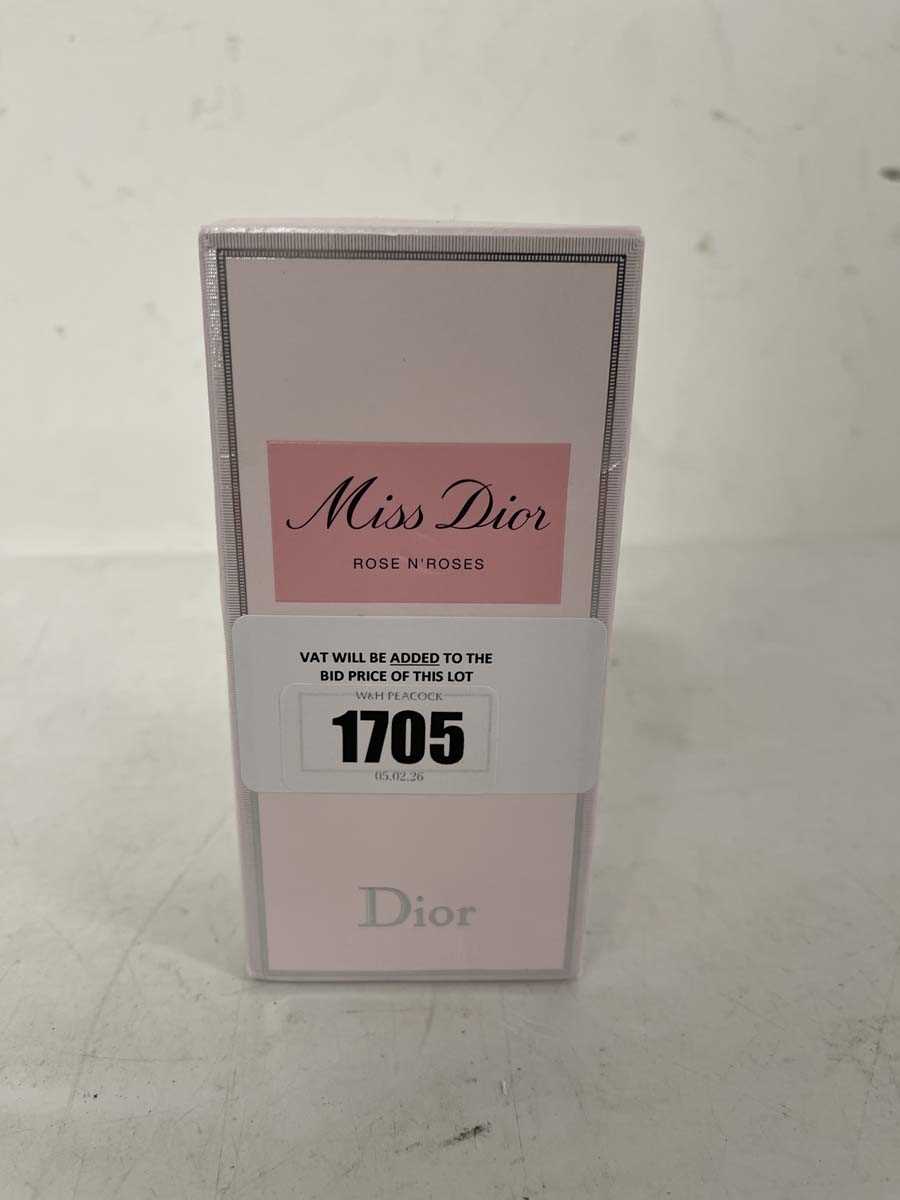 Miss Dior
ROSE N'ROSES
VAT WILL BE ADDED TO THE
BID PRICE OF THIS LOT
W&H PEACOCK
1705
05.02.26
Dior